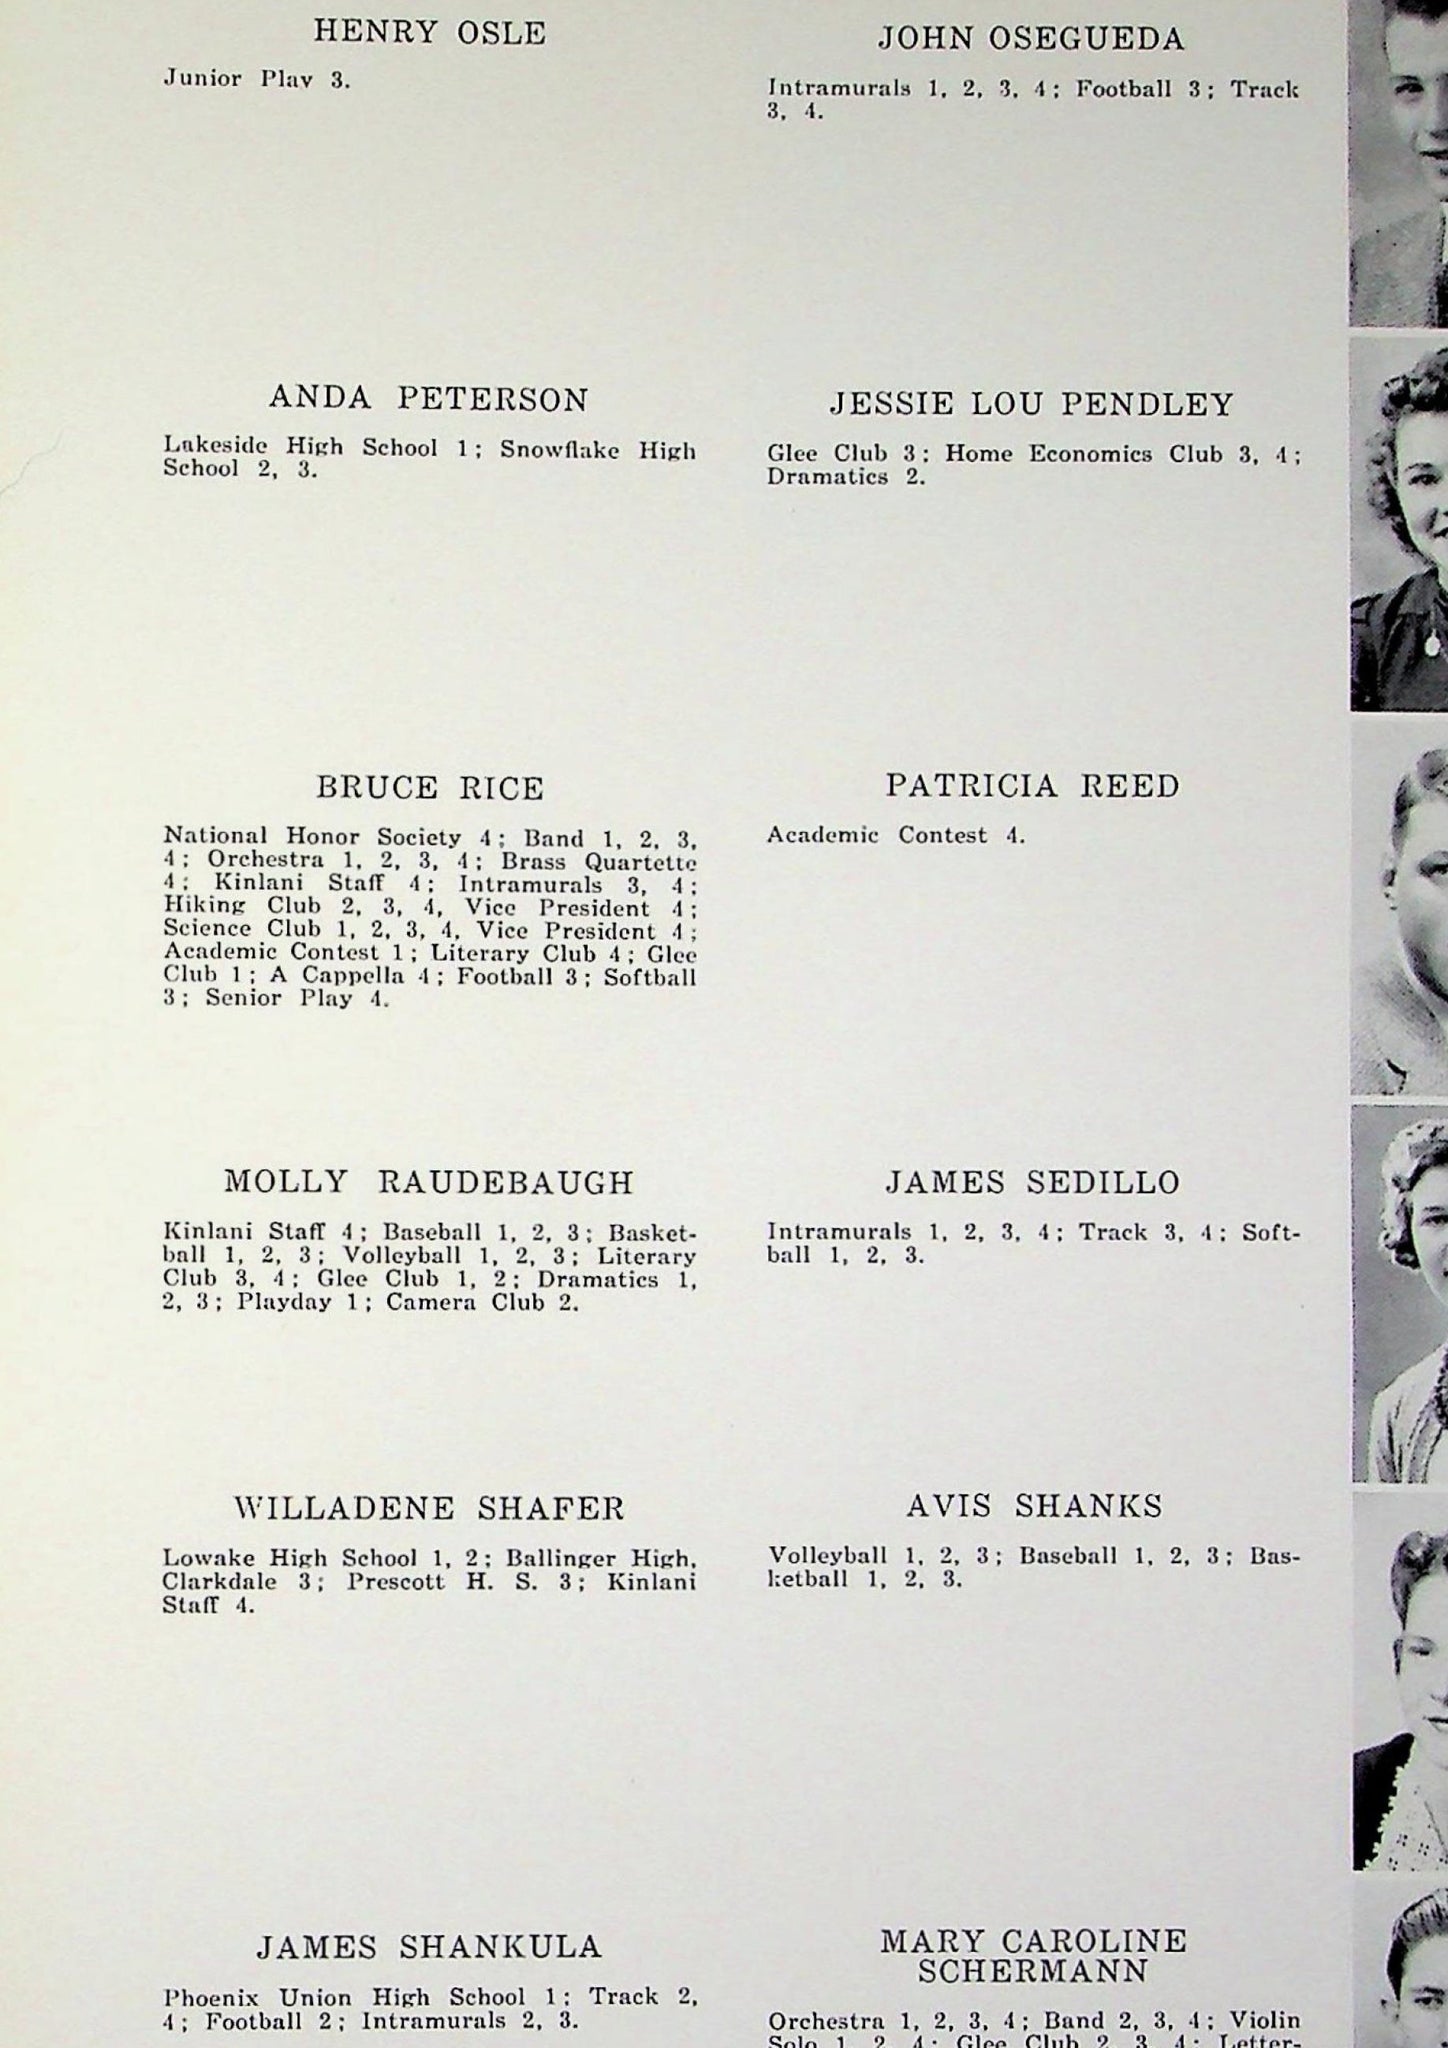 HENRY OSLE
Junior Play 3.
JOHN OSEGUEDA
Intramurals 1, 2, 3, 4; Football 3; Track
3, 4.
ANDA PETERSON
Lakeside High School 1; Snowflake High
School 2, 3.
JESSIE LOU PENDLEY
Glee Club 3; Home Economics Club 3, 4;
Dramatics 2.
BRUCE RICE
National Honor Society 4; Band 1, 2, 3,
4; Orchestra 1, 2, 3, 4; Brass Quartette
4; Kinlani Staff 4; Intramurals 3, 4;
Hiking Club 2, 3, 4, Vice President 4;
Science Club 1, 2, 3, 4, Vice President 4;
Academic Contest 1; Literary Club 4; Glee
Club 1; A Cappella 4; Football 3; Softball
3; Senior Play 4.
PATRICIA REED
Academic Contest 4.
MOLLY RAUDEBAUGH
Kinlani Staff 4; Baseball 1, 2, 3; Basket-
ball 1, 2, 3; Volleyball 1, 2, 3; Literary
Club 3, 4; Glee Club 1, 2; Dramatics 1,
2, 3; Playday 1; Camera Club 2.
JAMES SEDILLO
Intramurals 1, 2, 3, 4; Track 3, 4; Soft-
ball 1, 2, 3.
WILLADENE SHAFER
Lowake High School 1, 2; Ballinger High,
Clarkdale 3; Prescott H. S. 3; Kinlani
Staff 4.
AVIS SHANKS
Volleyball 1, 2, 3; Baseball 1, 2, 3; Bas-
ketball 1, 2, 3.
JAMES SHANKULA
Phoenix Union High School 1; Track 2,
4; Football 2; Intramurals 2, 3.
MARY CAROLINE
SCHERMANN
Orchestra 1, 2, 3, 4; Band 2, 3, 4; Violin
Solo 1, 2, 4; Glee Club 2, 3, 4; Letter-